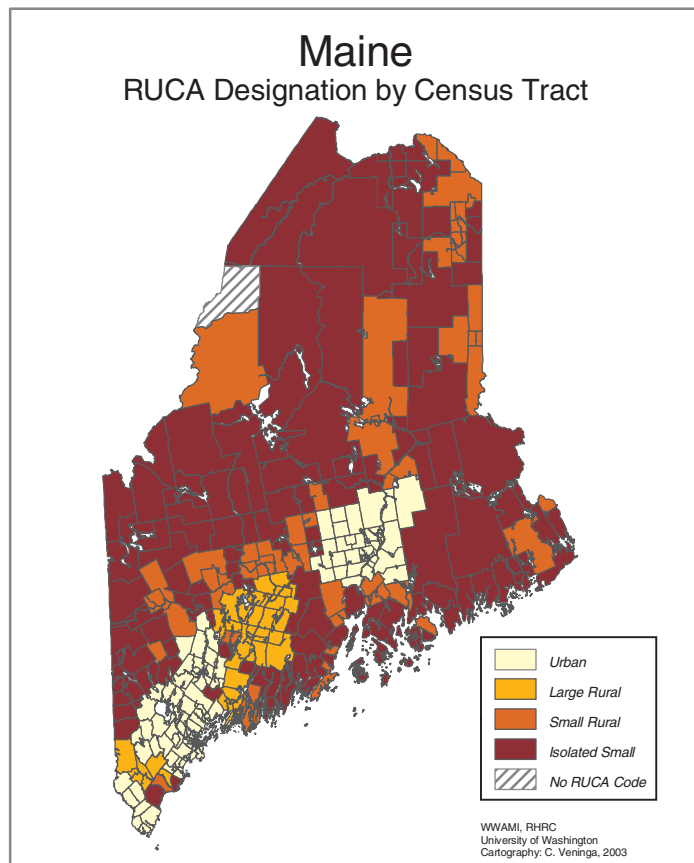 Maine
RUCA Designation by Census Tract
Urban
Large Rural
Small Rural
Isolated Small
No RUCA Code
WWAMI, RHRC
University of Washington
Cartography: C. Veninga, 2003